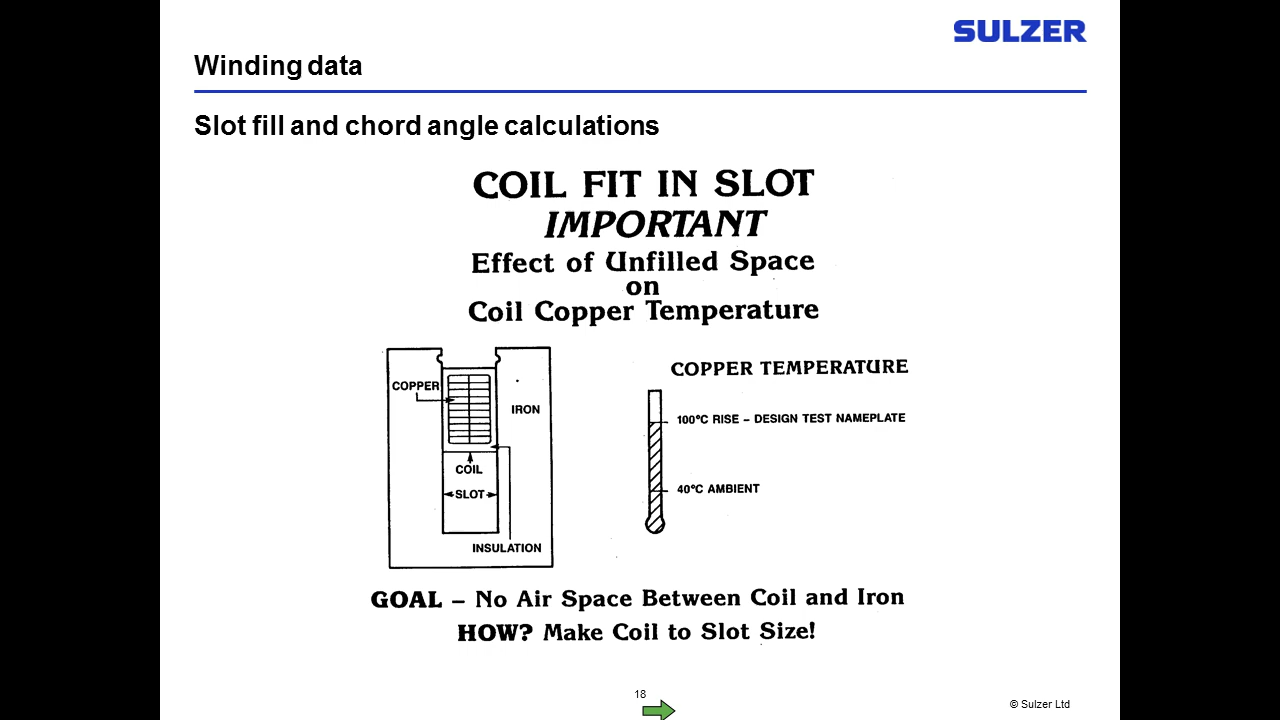 SULZER
Winding data
Slot fill and chord angle calculations
COIL FIT IN SLOT
IMPORTANT
Effect of Unfilled Space
on
Coil Copper Temperature
COPPER
IRON
COIL
SLOT
INSULATION
COPPER TEMPERATURE
100°C RISE – DESIGN TEST NAMEPLATE
40°C AMBIENT
GOAL – No Air Space Between Coil and Iron
HOW? Make Coil to Slot Size!
18
© Sulzer Ltd